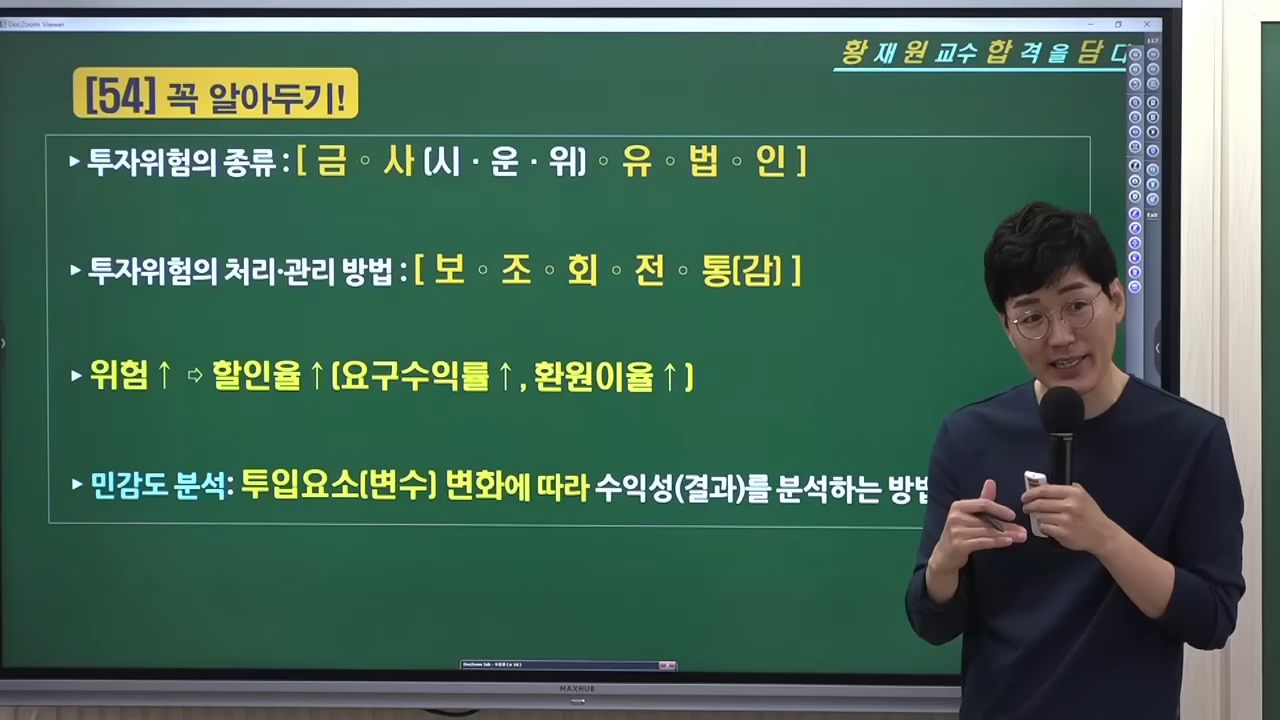 DocZoom Viewer
황재원교수합격을담다
[54] 꼭 알아두기!
▸ 투자위험의 종류 : [ 금 ◦ 사 (시 · 운 · 위) ◦ 유 ◦ 법 ◦ 인 ]
▸ 투자위험의 처리·관리 방법 : [ 보 ◦ 조 ◦ 회 ◦ 전 ◦ 통(감) ]
▸ 위험↑ ⇨ 할인율↑(요구수익률↑, 환원이율↑)
▸ 민감도 분석: 투입요소(변수) 변화에 따라 수익성(결과)를 분석하는 방법
117
Exit
MAXHUB